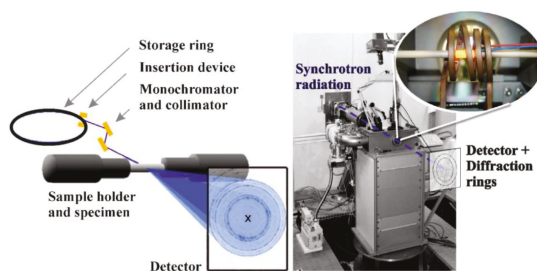 Storage ring
Insertion device
Monochromator
and collimator
Sample holder
and specimen
X
Detector
Synchrotron
radiation
Detector +
Diffraction
rings